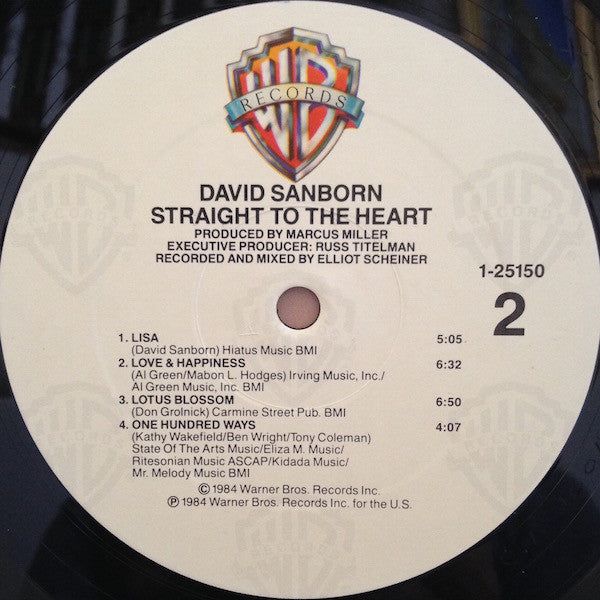 WB
RECORDS
DAVID SANBORN
STRAIGHT TO THE HEART
PRODUCED BY MARCUS MILLER
EXECUTIVE PRODUCER: RUSS TITELMAN
RECORDED AND MIXED BY ELLIOT SCHEINER
1-25150
2
1. LISA 5:05
(David Sanborn) Hiatus Music BMI
2. LOVE & HAPPINESS 6:32
(Al Green/Mabon L. Hodges) Irving Music, Inc./
Al Green Music, Inc. BMI
3. LOTUS BLOSSOM 6:50
(Don Grolnick) Carmine Street Pub. BMI
4. ONE HUNDRED WAYS 4:07
(Kathy Wakefield/Ben Wright/Tony Coleman)
State Of The Arts Music/Eliza M. Music/
Ritesonian Music ASCAP/Kidada Music/
Mr. Melody Music BMI
Ⓒ 1984 Warner Bros. Records Inc.
Ⓟ 1984 Warner Bros. Records Inc. for the U.S.